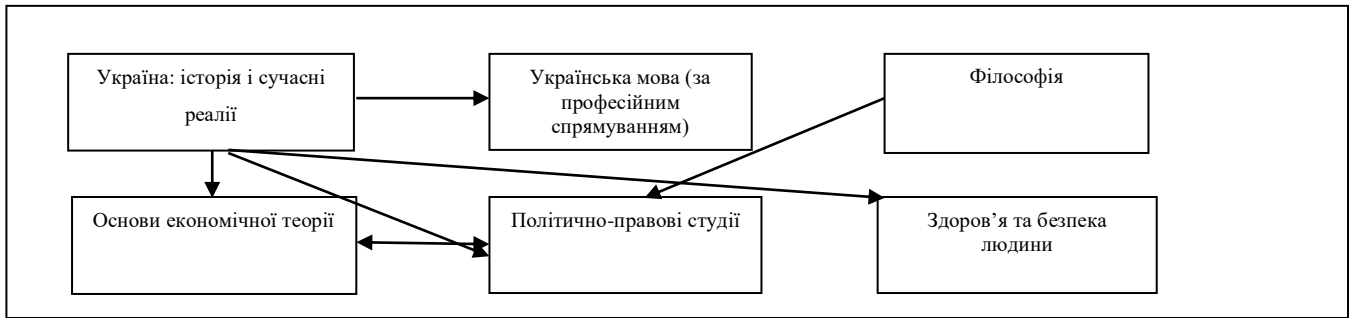 Україна: історія і сучасні
реалії
Українська мова (за
професійним
спрямуванням)
Філософія
Основи економічної теорії
Політично-правові студії
Здоров’я та безпека
людини